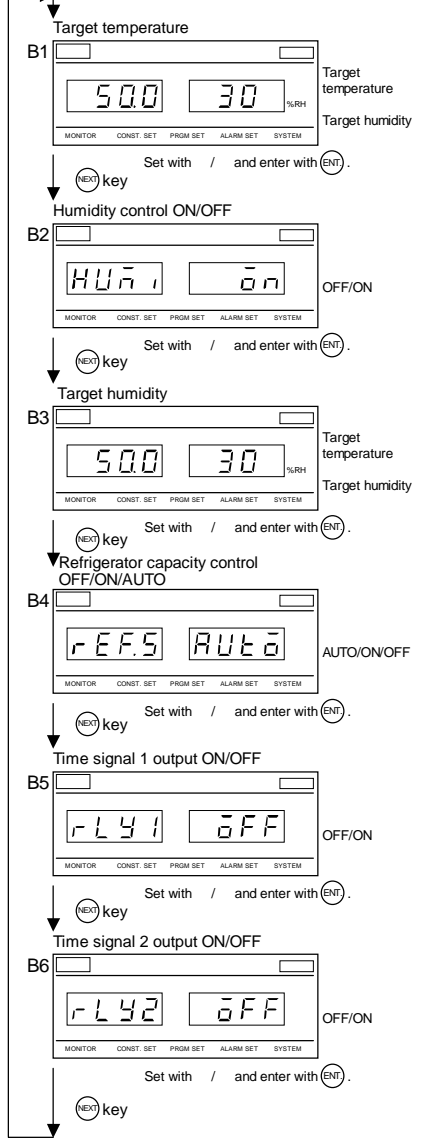 Target temperature
B1
50.0 30 %RH
Target
temperature
Target humidity
MONITOR CONST. SET PRGM SET ALARM SET SYSTEM
Set with / and enter with ENT. .
NEXT key
Humidity control ON/OFF
B2
HUmi on
OFF/ON
MONITOR CONST. SET PRGM SET ALARM SET SYSTEM
Set with / and enter with ENT. .
NEXT key
Target humidity
B3
50.0 30 %RH
Target
temperature
Target humidity
MONITOR CONST. SET PRGM SET ALARM SET SYSTEM
Set with / and enter with ENT. .
NEXT key
Refrigerator capacity control
OFF/ON/AUTO
B4
rEF.S AUto
AUTO/ON/OFF
MONITOR CONST. SET PRGM SET ALARM SET SYSTEM
Set with / and enter with ENT. .
NEXT key
Time signal 1 output ON/OFF
B5
rLY1 oFF
OFF/ON
MONITOR CONST. SET PRGM SET ALARM SET SYSTEM
Set with / and enter with ENT. .
NEXT key
Time signal 2 output ON/OFF
B6
rLY2 oFF
OFF/ON
MONITOR CONST. SET PRGM SET ALARM SET SYSTEM
Set with / and enter with ENT. .
NEXT key